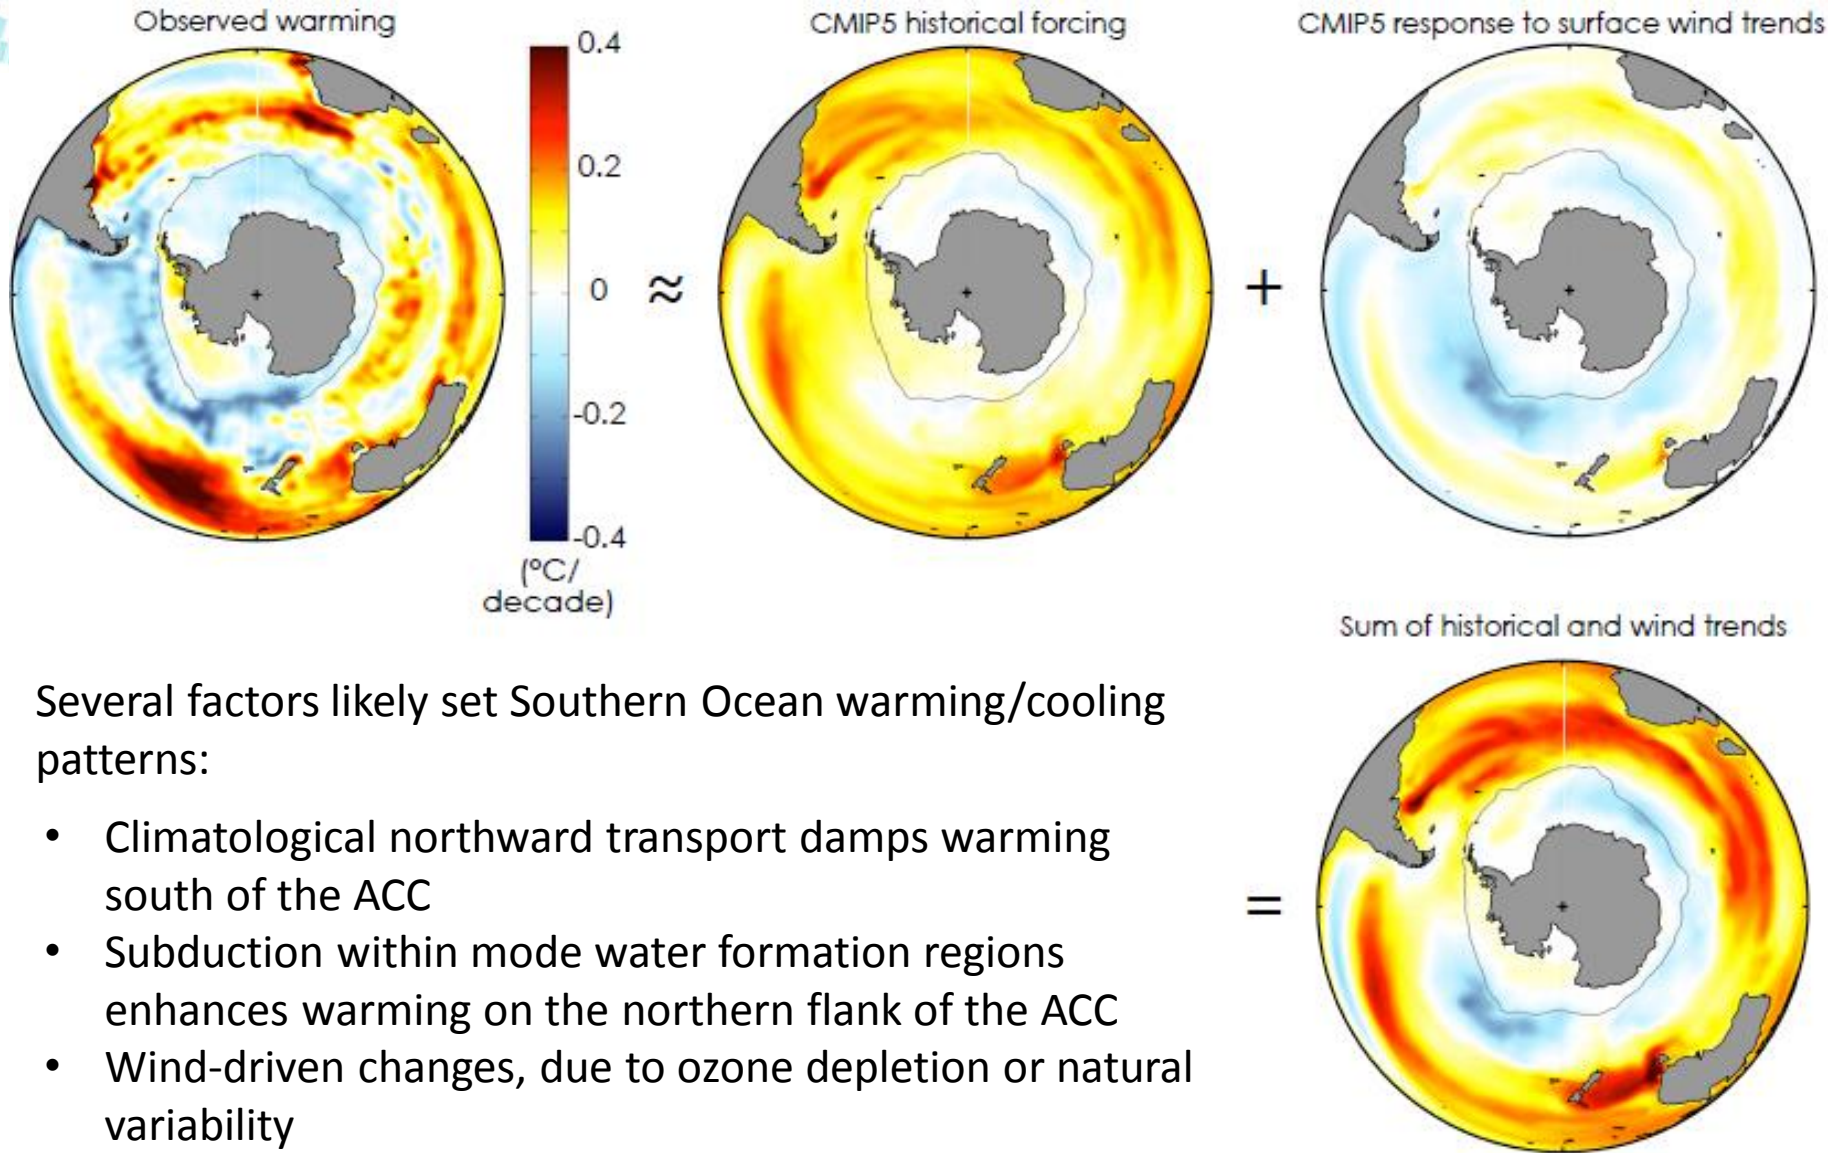 Observed warming
CMIP5 historical forcing
CMIP5 response to surface wind trends
0.4
0.2
0
-0.2
-0.4
(°C/
decade)
≈
+
Sum of historical and wind trends
=
Several factors likely set Southern Ocean warming/cooling
patterns:
• Climatological northward transport damps warming
south of the ACC
• Subduction within mode water formation regions
enhances warming on the northern flank of the ACC
• Wind-driven changes, due to ozone depletion or natural
variability